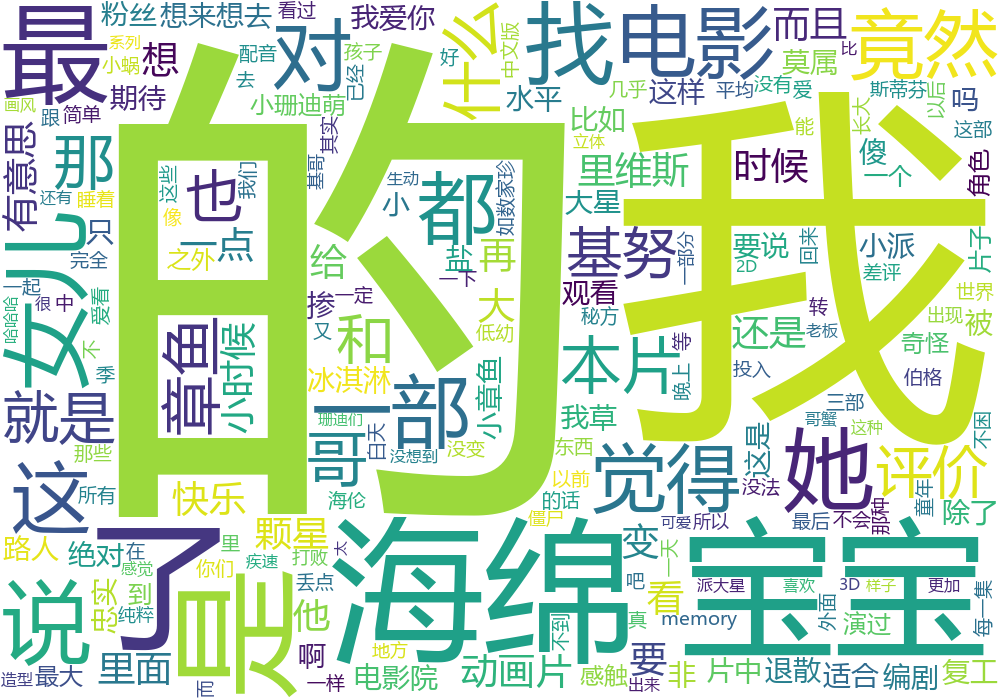 粉丝
想来想去
看过
我爱你
系列
小蜗
想
配音
孩子
好
去
期待
最
对
什么
中文版
找
电影
而且
比
竟然
画风
跟
简单
小珊迪萌
已经
水平
几乎
这样
平均
没有
爱
莫属
斯蒂芬
以后
吗
这部
有意思
那
还有
睡着
这些
我们
也
其实
基哥
生动
如数家珍
比如
立体
里维斯
时候
能
长大
傻
一个
角色
像
小
都
大星
只
完全
一起
很
中
一点
之外
给
盐
再
基努
一部分
要说
2D
回来
小派
差评
片子
女儿
哈哈哈
爱看
不
季
的
我
章鱼
小时候
掺
一定
一下
大
观看
秘方
转
世界
出现
又
和
低幼
等
还是
老板
奇怪
被
就是
冰淇淋
小章鱼
本片
晚上
投入
伯格
那些
珊迪们
一部
我草
三部
哥蟹
不困
这
所有
快乐
哥
白天
没想到
没变
东西
觉得
这是
她
这种
评价
海伦
以前
的话
没法
那种
童年
除了
路人
绝对
在
颗星
里
僵尸
变
可爱
所以
最后
不会
说
了
感觉
忠实
到
纯粹
是
你们
疾速
打败
太
海绵
宝宝
丢点
他
吧
一天
看
派大星
喜欢
3D
样子
更加
外面
演过
每一集
真
memory
不到
造型
最大
里面
啊
一样
电影院
地方
动画片
感触
要
出来
非
片中
退散
适合
编剧
复工